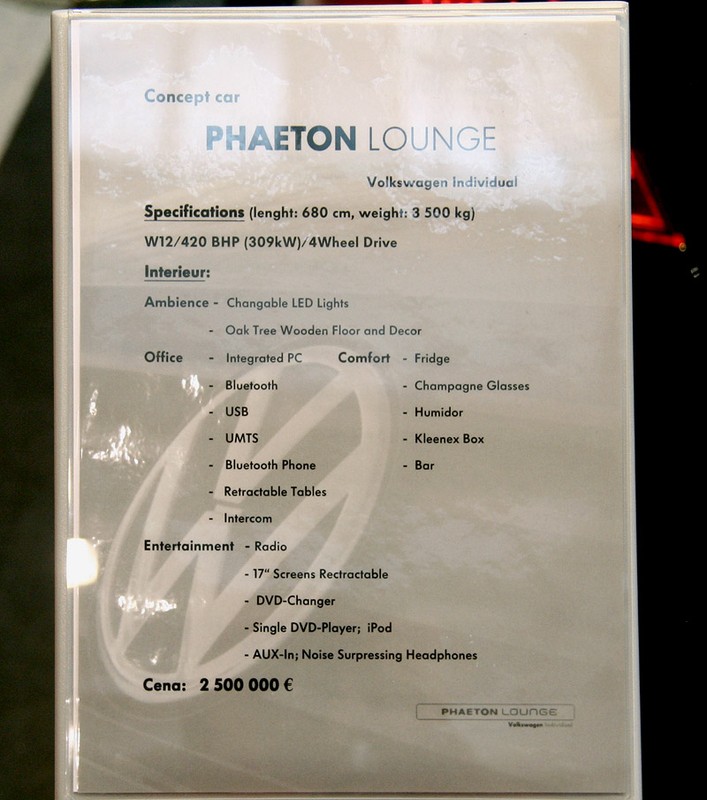 Concept car
PHAETON LOUNGE
Volkswagen Individual
Specifications (lenght: 680 cm, weight: 3 500 kg)
W12/420 BHP (309kW)/4Wheel Drive
Interieur:
Ambience - Changable LED Lights
- Oak Tree Wooden Floor and Decor
Office - Integrated PC Comfort - Fridge
- Bluetooth - Champagne Glasses
- USB - Humidor
- UMTS - Kleenex Box
- Bluetooth Phone - Bar
- Retractable Tables
- Intercom
Entertainment - Radio
- 17“ Screens Rectractable
- DVD-Changer
- Single DVD-Player; iPod
- AUX-In; Noise Surpressing Headphones
Cena: 2 500 000 €
PHAETON LOUNGE
Volkswagen Individual